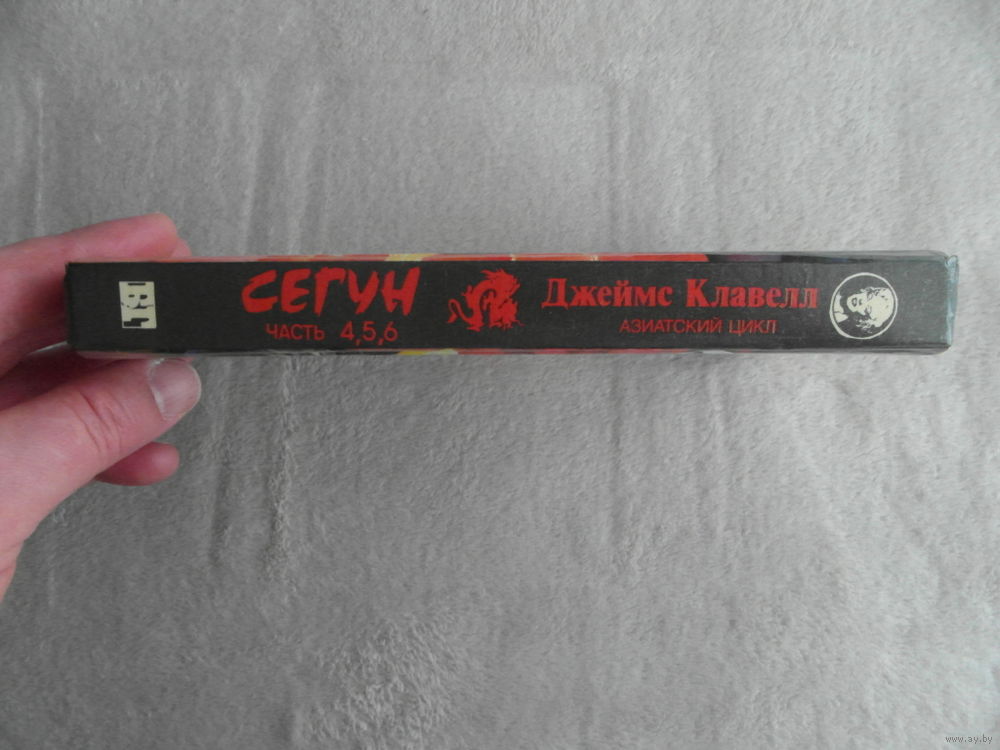 СЕГУН
ЧАСТЬ 4,5,6
Джеймс Клавелл
АЗИАТСКИЙ ЦИКЛ
www.ay.by